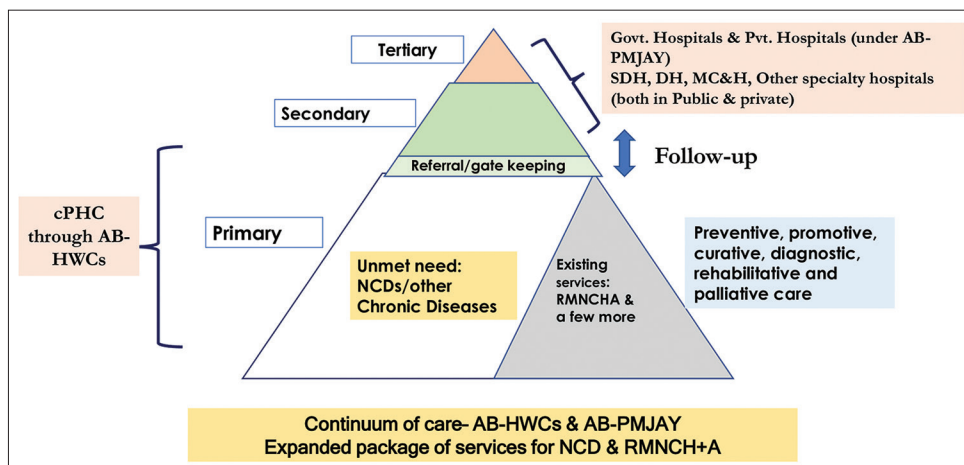 Tertiary
Govt. Hospitals & Pvt. Hospitals (under AB-
PMJAY)
SDH, DH, MC&H, Other specialty hospitals
(both in Public & private)
Secondary
Referral/gate keeping
Follow-up
cPHC
through AB-
HWCs
Primary
Unmet need:
NCDs/other
Chronic Diseases
Existing
services:
RMNCHA &
a few more
Preventive, promotive,
curative, diagnostic,
rehabilitative and
palliative care
Continuum of care- AB-HWCs & AB-PMJAY
Expanded package of services for NCD & RMNCH+A